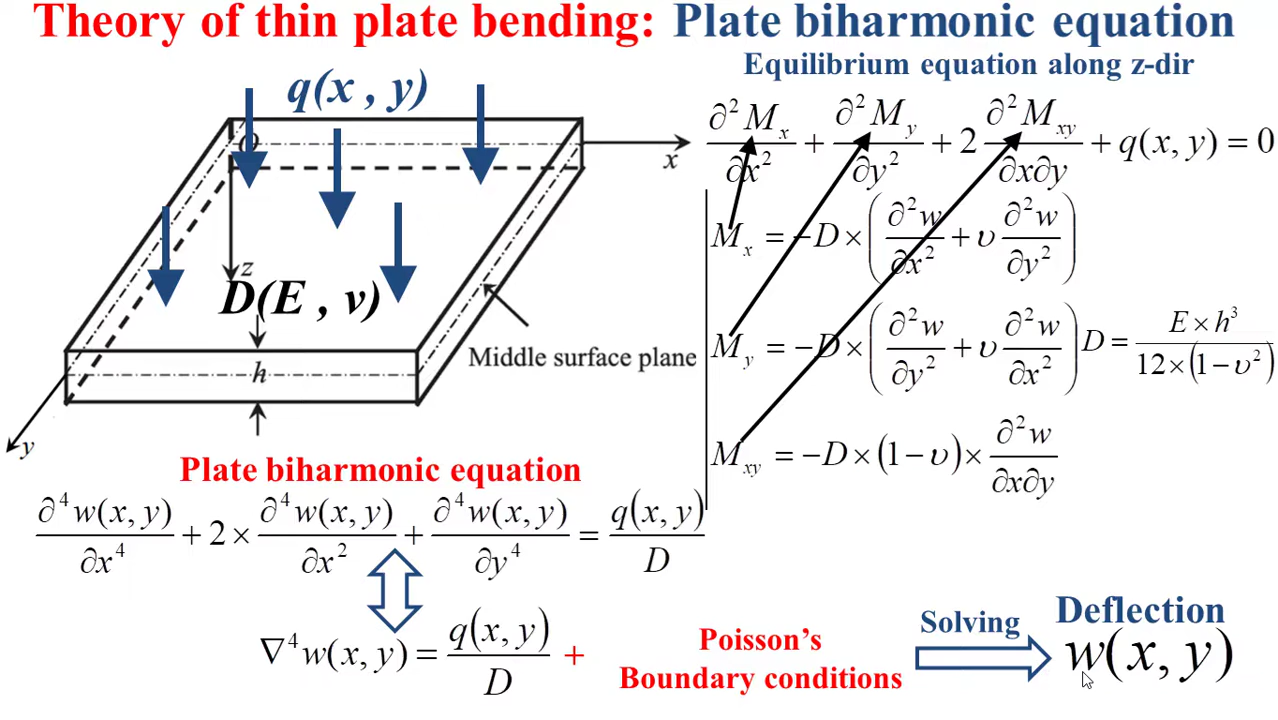 Theory of thin plate bending: Plate biharmonic equation
Equilibrium equation along z-dir
q(x , y)
∂²Mx/∂x² + ∂²My/∂y² + 2 ∂²Mxy/∂x∂y + q(x, y) = 0
O
x
Mx = −D × (∂²w/∂x² + υ ∂²w/∂y²)
z
D(E , v)
My = −D × (∂²w/∂y² + υ ∂²w/∂x²) D = E × h³/12 × (1 − υ²)
Middle surface plane
h
y
Mxy = −D × (1 − υ) × ∂²w/∂x∂y
Plate biharmonic equation
∂⁴w(x, y)/∂x⁴ + 2 × ∂⁴w(x, y)/∂x² + ∂⁴w(x, y)/∂y⁴ = q(x, y)/D
∇⁴w(x, y) = q(x, y)/D +
Poisson’s
Boundary conditions
Solving
Deflection
w(x, y)